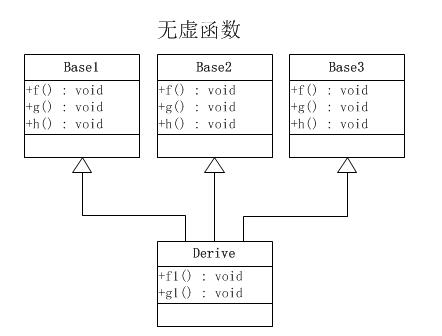 无虚函数
Base1
+f() : void
+g() : void
+h() : void
Base2
+f() : void
+g() : void
+h() : void
Base3
+f() : void
+g() : void
+h() : void
Derive
+f1() : void
+g1() : void